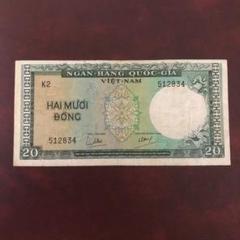 NGÂN-HÀNG QUỐC-GIA
VIỆT-NAM
K2 512834
HAI MƯƠI
ĐỒNG
512834
20 20